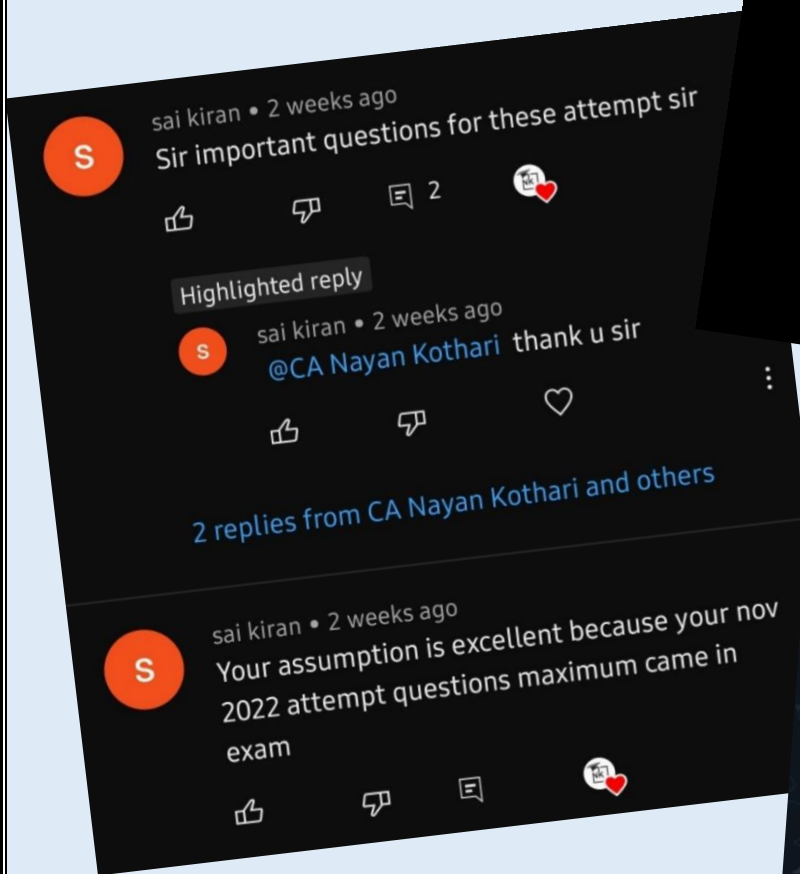 sai kiran • 2 weeks ago
S
Sir important questions for these attempt sir
2
Highlighted reply
sai kiran • 2 weeks ago
S
@CA Nayan Kothari thank u sir
2 replies from CA Nayan Kothari and others
sai kiran • 2 weeks ago
S
Your assumption is excellent because your nov
2022 attempt questions maximum came in
exam